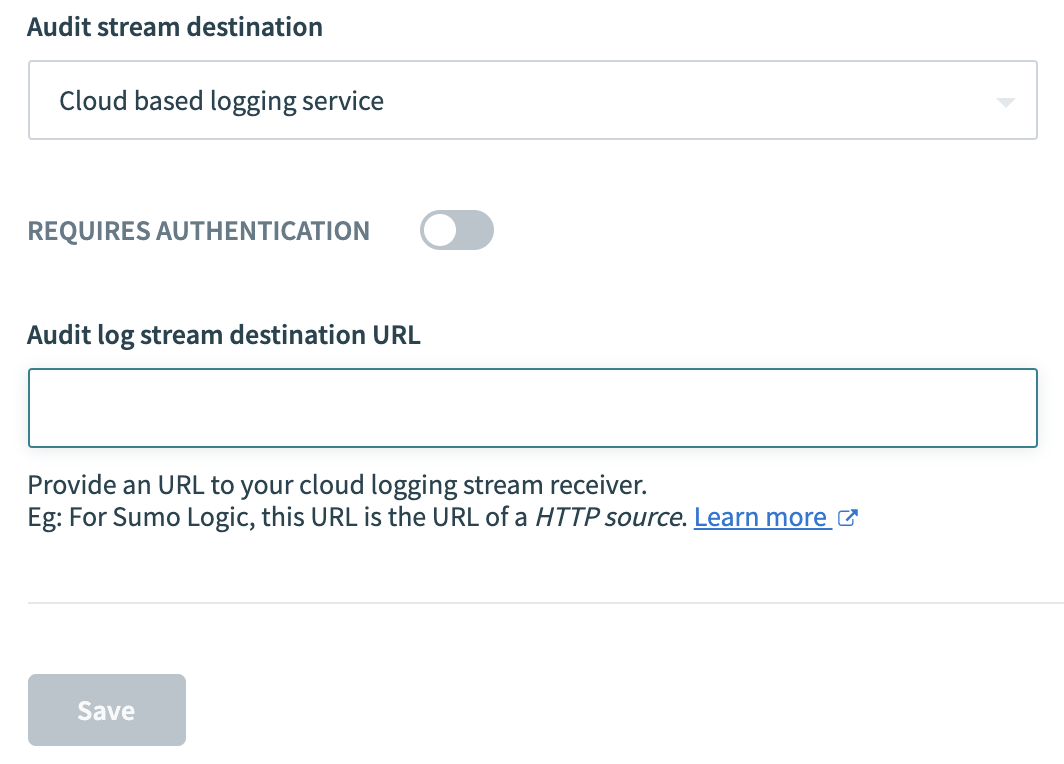 Audit stream destination
Cloud based logging service
REQUIRES AUTHENTICATION
Audit log stream destination URL
Provide an URL to your cloud logging stream receiver.
Eg: For Sumo Logic, this URL is the URL of a HTTP source. Learn more
Save